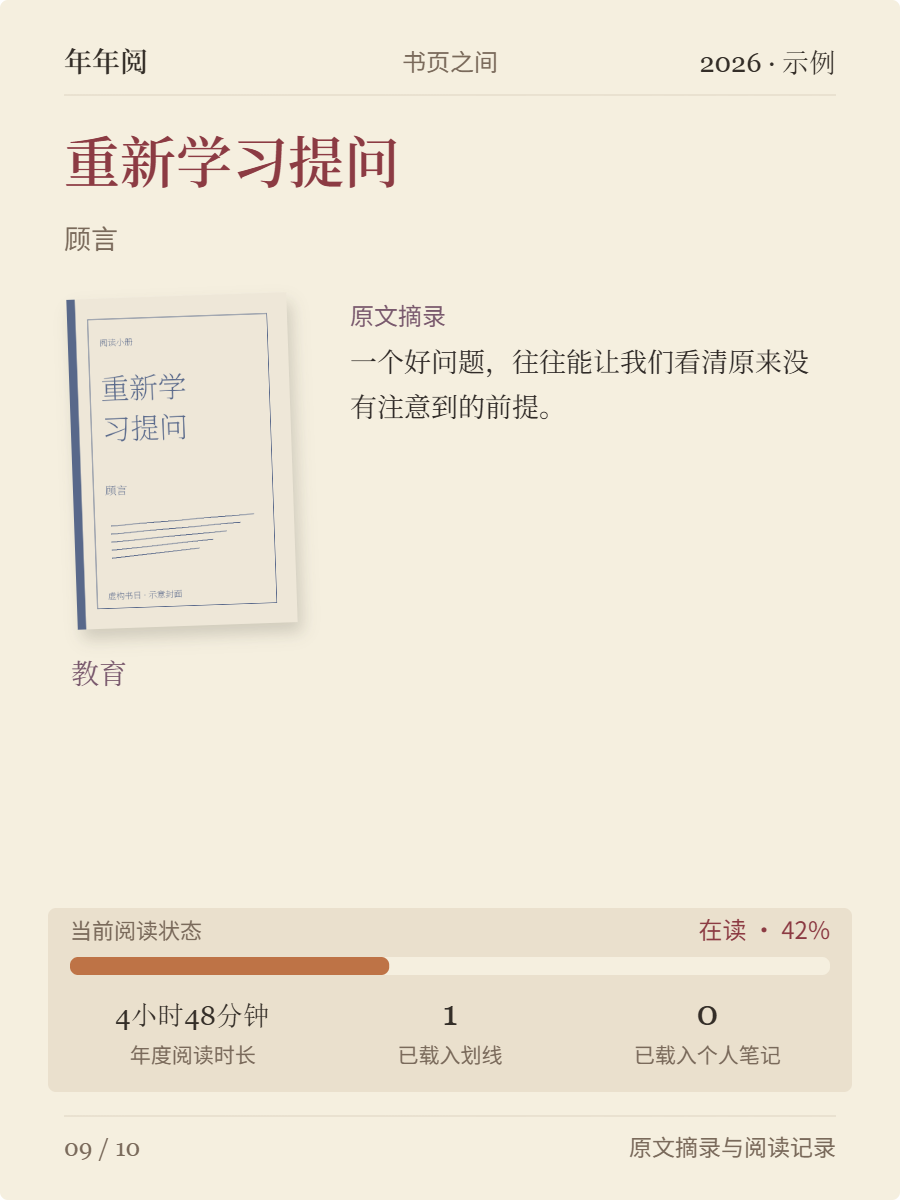 年年阅
书页之间
2026 · 示例
重新学习提问
顾言
阅读小册
重新学
习提问
顾言
虚构书目 · 示意封面
教育
原文摘录
一个好问题，往往能让我们看清原来没
有注意到的前提。
当前阅读状态
在读 · 42%
4小时48分钟
年度阅读时长
1
已载入划线
0
已载入个人笔记
09 / 10
原文摘录与阅读记录